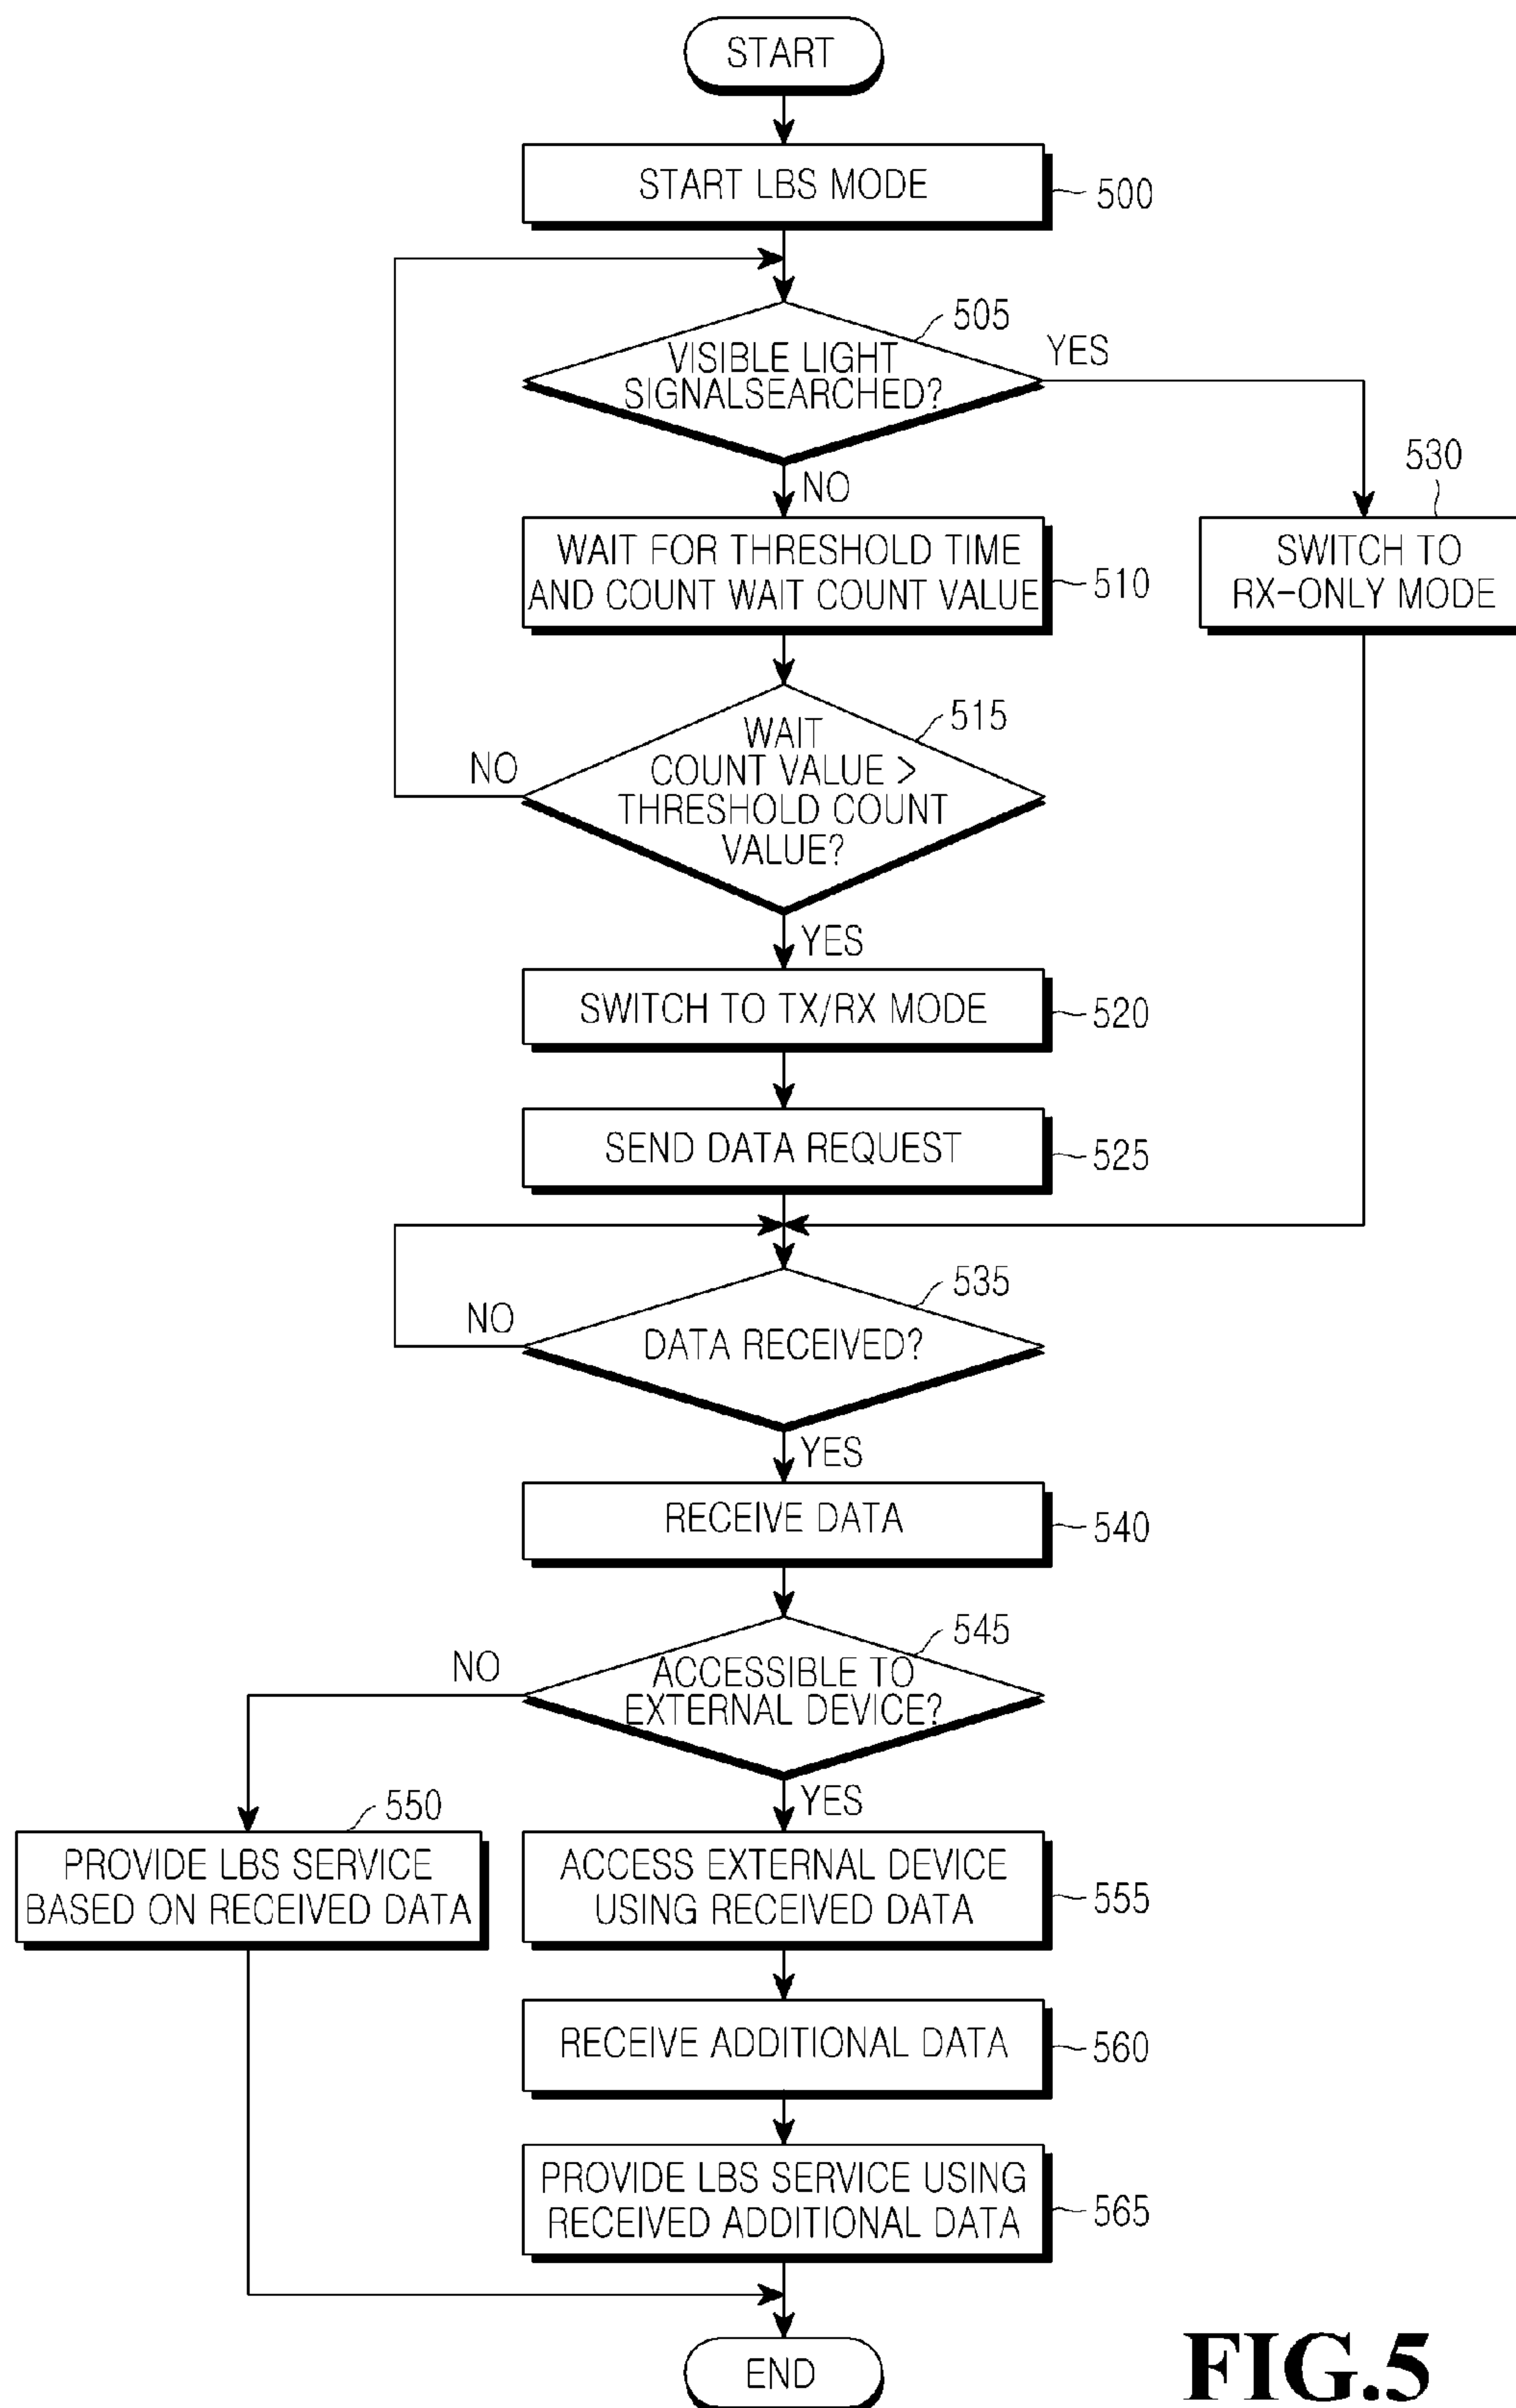 START
START LBS MODE
500
505
VISIBLE LIGHT
SIGNALSEARCHED?
YES
NO
530
SWITCH TO
RX-ONLY MODE
WAIT FOR THRESHOLD TIME
AND COUNT WAIT COUNT VALUE
510
515
WAIT
COUNT VALUE >
THRESHOLD COUNT
VALUE?
NO
YES
SWITCH TO TX/RX MODE
520
SEND DATA REQUEST
525
535
DATA RECEIVED?
NO
YES
RECEIVE DATA
540
545
ACCESSIBLE TO
EXTERNAL DEVICE?
NO
YES
550
PROVIDE LBS SERVICE
BASED ON RECEIVED DATA
ACCESS EXTERNAL DEVICE
USING RECEIVED DATA
555
RECEIVE ADDITIONAL DATA
560
PROVIDE LBS SERVICE USING
RECEIVED ADDITIONAL DATA
565
END
FIG.5